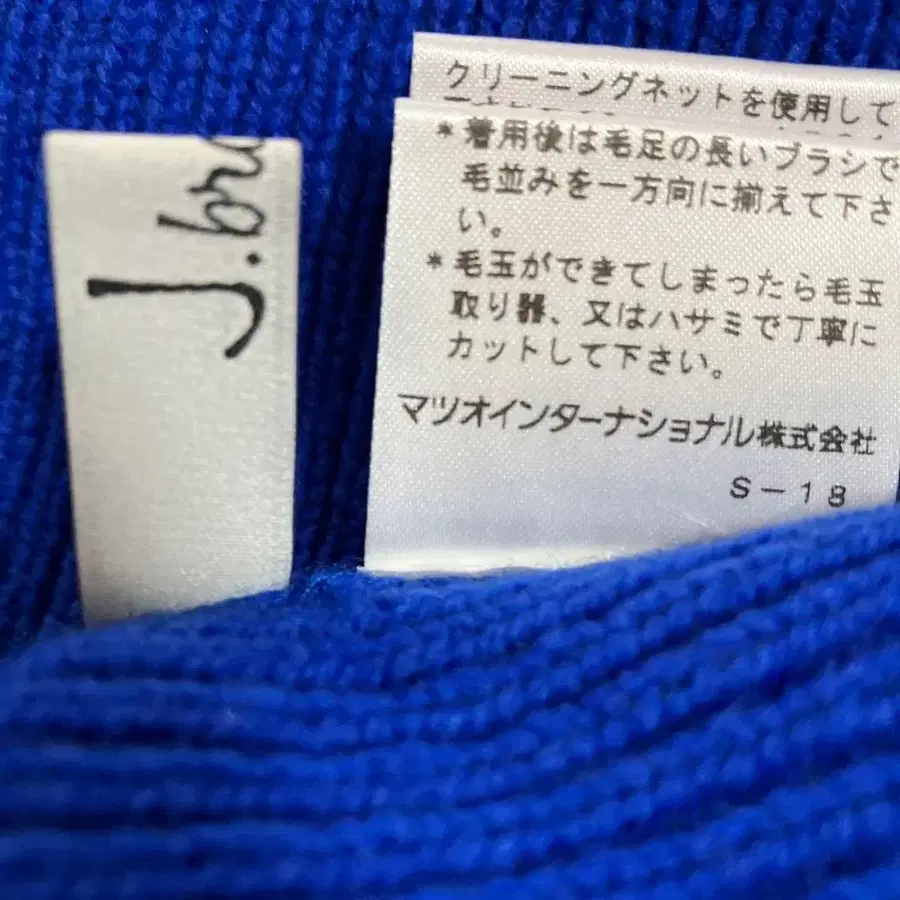 J.bra
クリーニングネットを使用して
*着用後は毛足の長いブラシで
毛並みを一方向に揃えて下さ
い。
*毛玉ができてしまったら毛玉
取り器、又はハサミで丁寧に
カットして下さい。
マツオインターナショナル株式会社
S-18